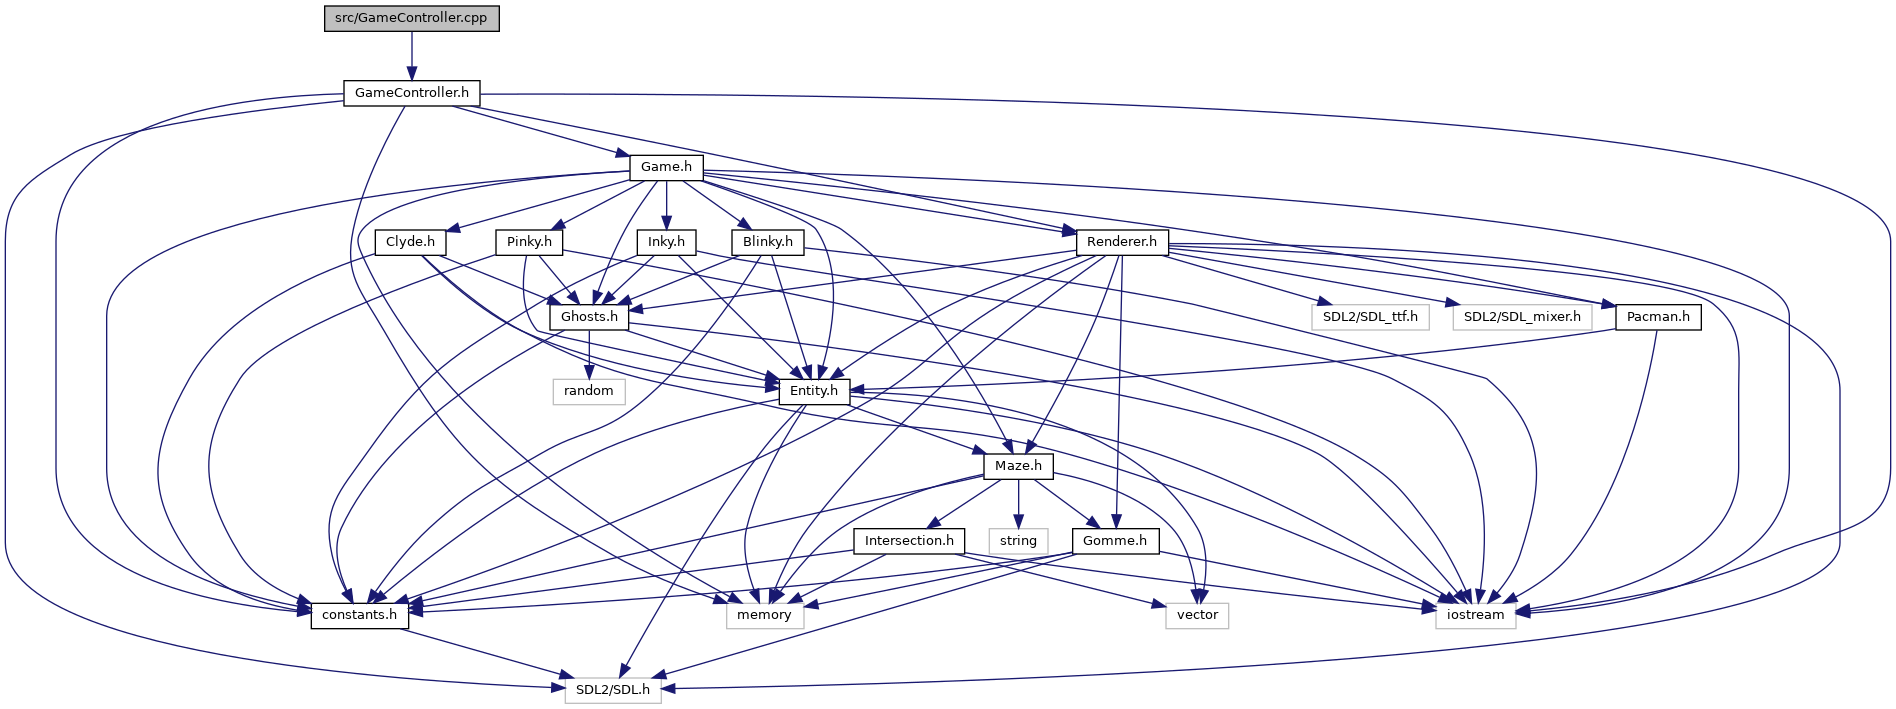 src/GameController.cpp
GameController.h
Game.h
Clyde.h
Pinky.h
Inky.h
Blinky.h
Renderer.h
Ghosts.h
SDL2/SDL_ttf.h
SDL2/SDL_mixer.h
Pacman.h
random
Entity.h
Maze.h
Intersection.h
string
Gomme.h
constants.h
memory
vector
iostream
SDL2/SDL.h